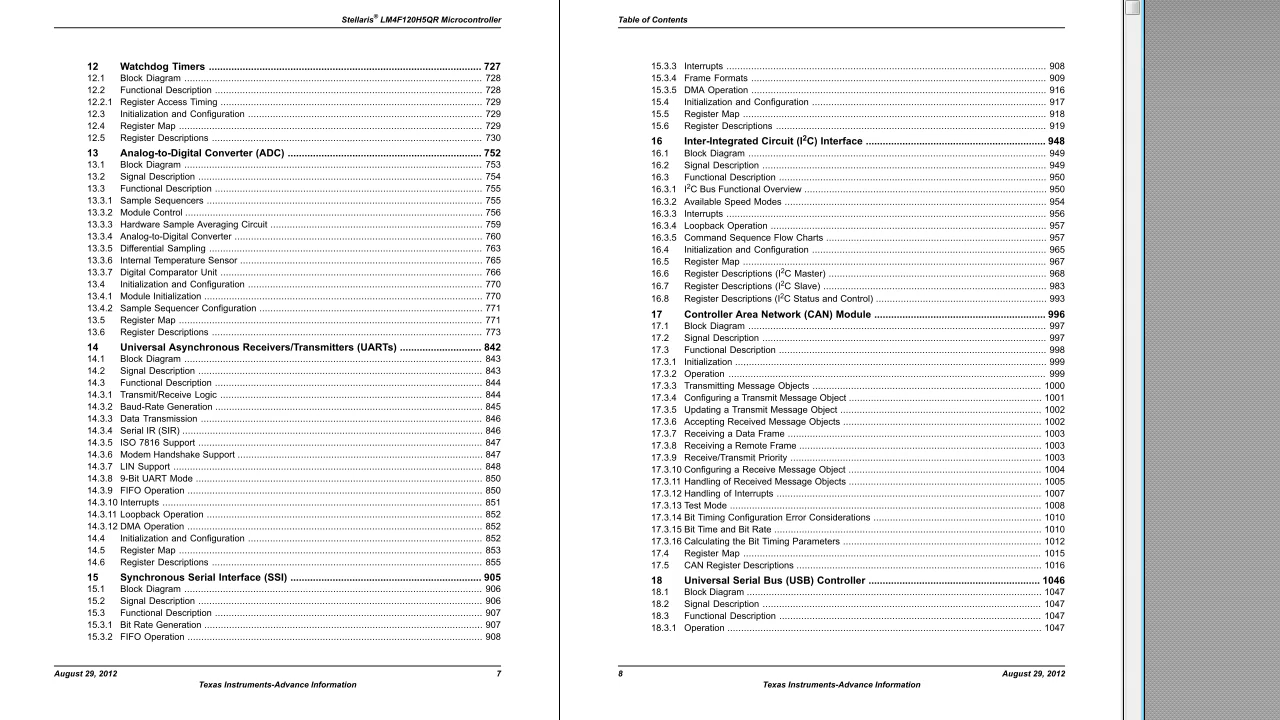 Stellaris® LM4F120H5QR Microcontroller
12 Watchdog Timers ........ 727
12.1 Block Diagram ........ 728
12.2 Functional Description ........ 728
12.2.1 Register Access Timing ........ 729
12.3 Initialization and Configuration ........ 729
12.4 Register Map ........ 729
12.5 Register Descriptions ........ 730
13 Analog-to-Digital Converter (ADC) ........ 752
13.1 Block Diagram ........ 753
13.2 Signal Description ........ 754
13.3 Functional Description ........ 755
13.3.1 Sample Sequencers ........ 755
13.3.2 Module Control ........ 756
13.3.3 Hardware Sample Averaging Circuit ........ 759
13.3.4 Analog-to-Digital Converter ........ 760
13.3.5 Differential Sampling ........ 763
13.3.6 Internal Temperature Sensor ........ 765
13.3.7 Digital Comparator Unit ........ 766
13.4 Initialization and Configuration ........ 770
13.4.1 Module Initialization ........ 770
13.4.2 Sample Sequencer Configuration ........ 771
13.5 Register Map ........ 771
13.6 Register Descriptions ........ 773
14 Universal Asynchronous Receivers/Transmitters (UARTs) ........ 842
14.1 Block Diagram ........ 843
14.2 Signal Description ........ 843
14.3 Functional Description ........ 844
14.3.1 Transmit/Receive Logic ........ 844
14.3.2 Baud-Rate Generation ........ 845
14.3.3 Data Transmission ........ 846
14.3.4 Serial IR (SIR) ........ 846
14.3.5 ISO 7816 Support ........ 847
14.3.6 Modem Handshake Support ........ 847
14.3.7 LIN Support ........ 848
14.3.8 9-Bit UART Mode ........ 850
14.3.9 FIFO Operation ........ 850
14.3.10 Interrupts ........ 851
14.3.11 Loopback Operation ........ 852
14.3.12 DMA Operation ........ 852
14.4 Initialization and Configuration ........ 852
14.5 Register Map ........ 853
14.6 Register Descriptions ........ 855
15 Synchronous Serial Interface (SSI) ........ 905
15.1 Block Diagram ........ 906
15.2 Signal Description ........ 906
15.3 Functional Description ........ 907
15.3.1 Bit Rate Generation ........ 907
15.3.2 FIFO Operation ........ 908
August 29, 2012 7
Texas Instruments-Advance Information
Table of Contents
15.3.3 Interrupts ........ 908
15.3.4 Frame Formats ........ 909
15.3.5 DMA Operation ........ 916
15.4 Initialization and Configuration ........ 917
15.5 Register Map ........ 918
15.6 Register Descriptions ........ 919
16 Inter-Integrated Circuit (I²C) Interface ........ 948
16.1 Block Diagram ........ 949
16.2 Signal Description ........ 949
16.3 Functional Description ........ 950
16.3.1 I²C Bus Functional Overview ........ 950
16.3.2 Available Speed Modes ........ 954
16.3.3 Interrupts ........ 956
16.3.4 Loopback Operation ........ 957
16.3.5 Command Sequence Flow Charts ........ 957
16.4 Initialization and Configuration ........ 965
16.5 Register Map ........ 967
16.6 Register Descriptions (I²C Master) ........ 968
16.7 Register Descriptions (I²C Slave) ........ 983
16.8 Register Descriptions (I²C Status and Control) ........ 993
17 Controller Area Network (CAN) Module ........ 996
17.1 Block Diagram ........ 997
17.2 Signal Description ........ 997
17.3 Functional Description ........ 998
17.3.1 Initialization ........ 999
17.3.2 Operation ........ 999
17.3.3 Transmitting Message Objects ........ 1000
17.3.4 Configuring a Transmit Message Object ........ 1001
17.3.5 Updating a Transmit Message Object ........ 1002
17.3.6 Accepting Received Message Objects ........ 1002
17.3.7 Receiving a Data Frame ........ 1003
17.3.8 Receiving a Remote Frame ........ 1003
17.3.9 Receive/Transmit Priority ........ 1003
17.3.10 Configuring a Receive Message Object ........ 1004
17.3.11 Handling of Received Message Objects ........ 1005
17.3.12 Handling of Interrupts ........ 1007
17.3.13 Test Mode ........ 1008
17.3.14 Bit Timing Configuration Error Considerations ........ 1010
17.3.15 Bit Time and Bit Rate ........ 1010
17.3.16 Calculating the Bit Timing Parameters ........ 1012
17.4 Register Map ........ 1015
17.5 CAN Register Descriptions ........ 1016
18 Universal Serial Bus (USB) Controller ........ 1046
18.1 Block Diagram ........ 1047
18.2 Signal Description ........ 1047
18.3 Functional Description ........ 1047
18.3.1 Operation ........ 1047
8 August 29, 2012
Texas Instruments-Advance Information